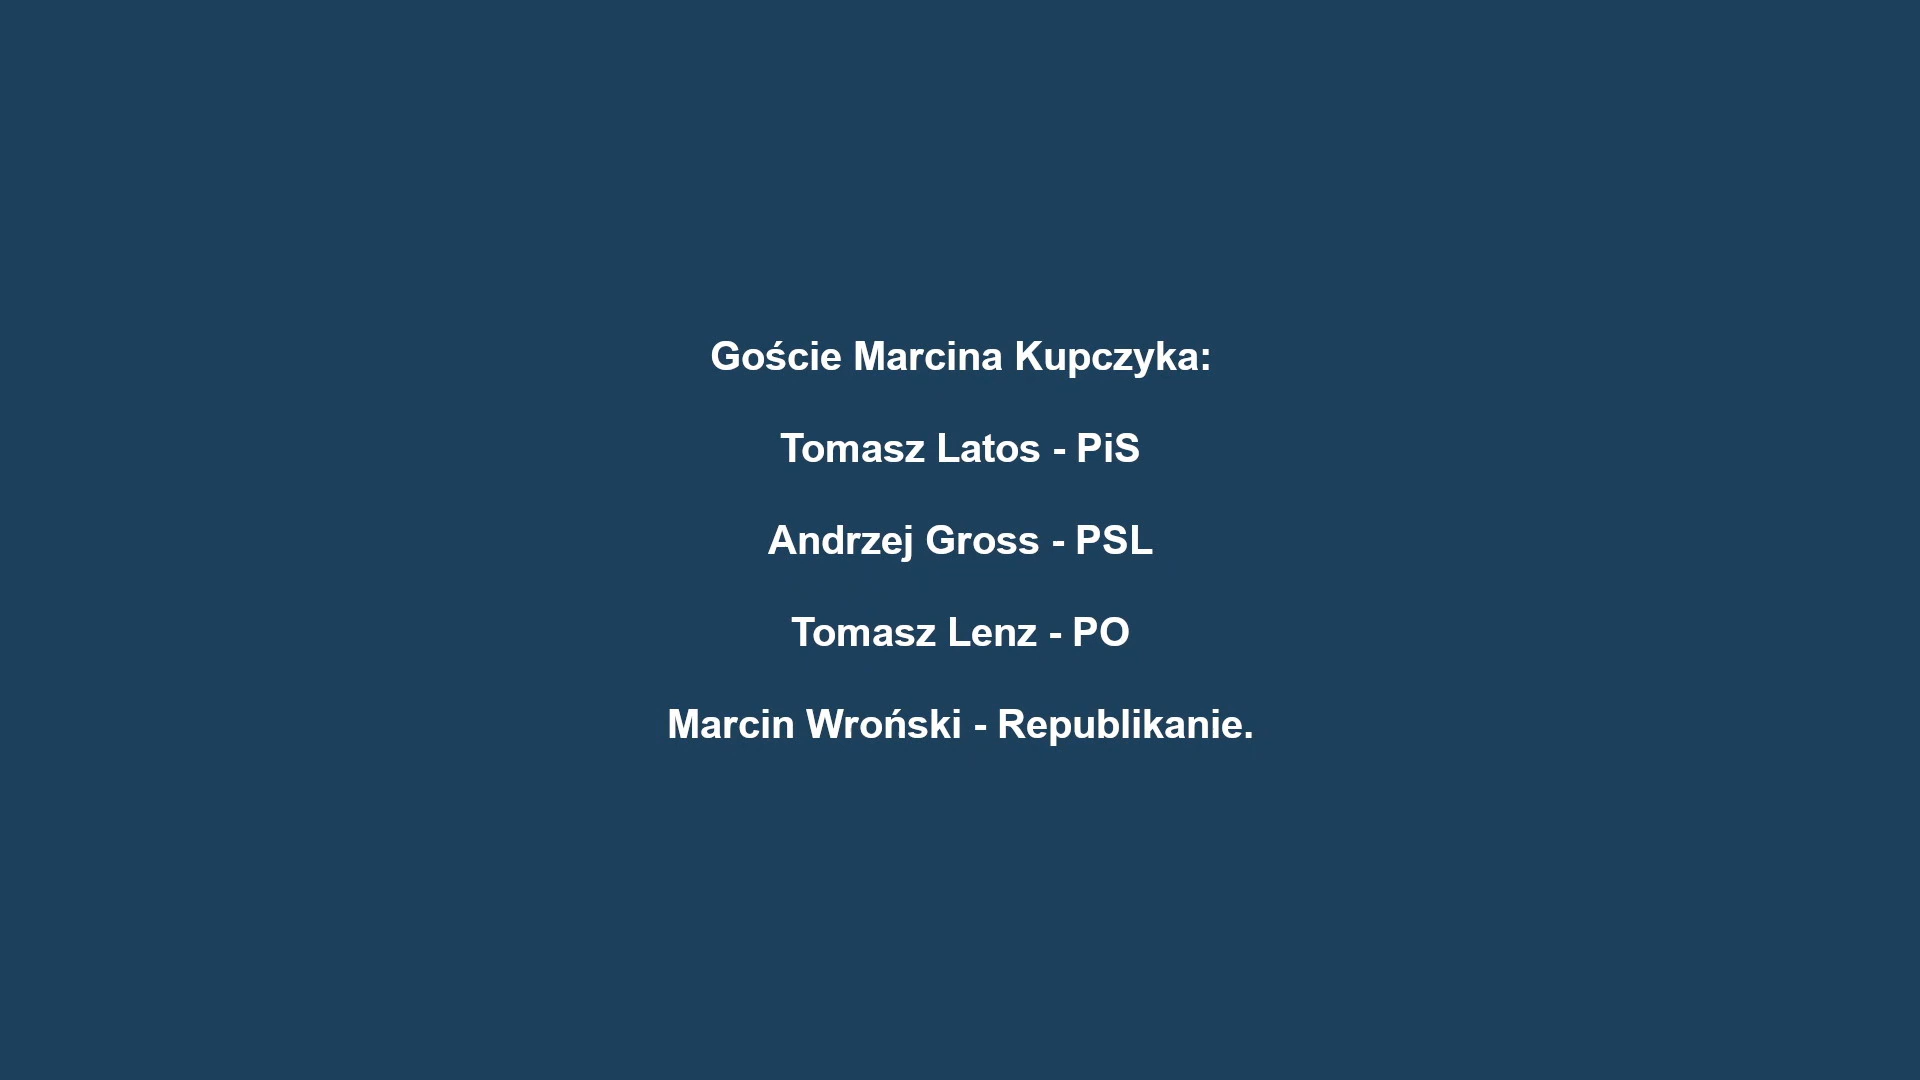 Goście Marcina Kupczyka:
Tomasz Latos - PiS
Andrzej Gross - PSL
Tomasz Lenz - PO
Marcin Wroński - Republikanie.